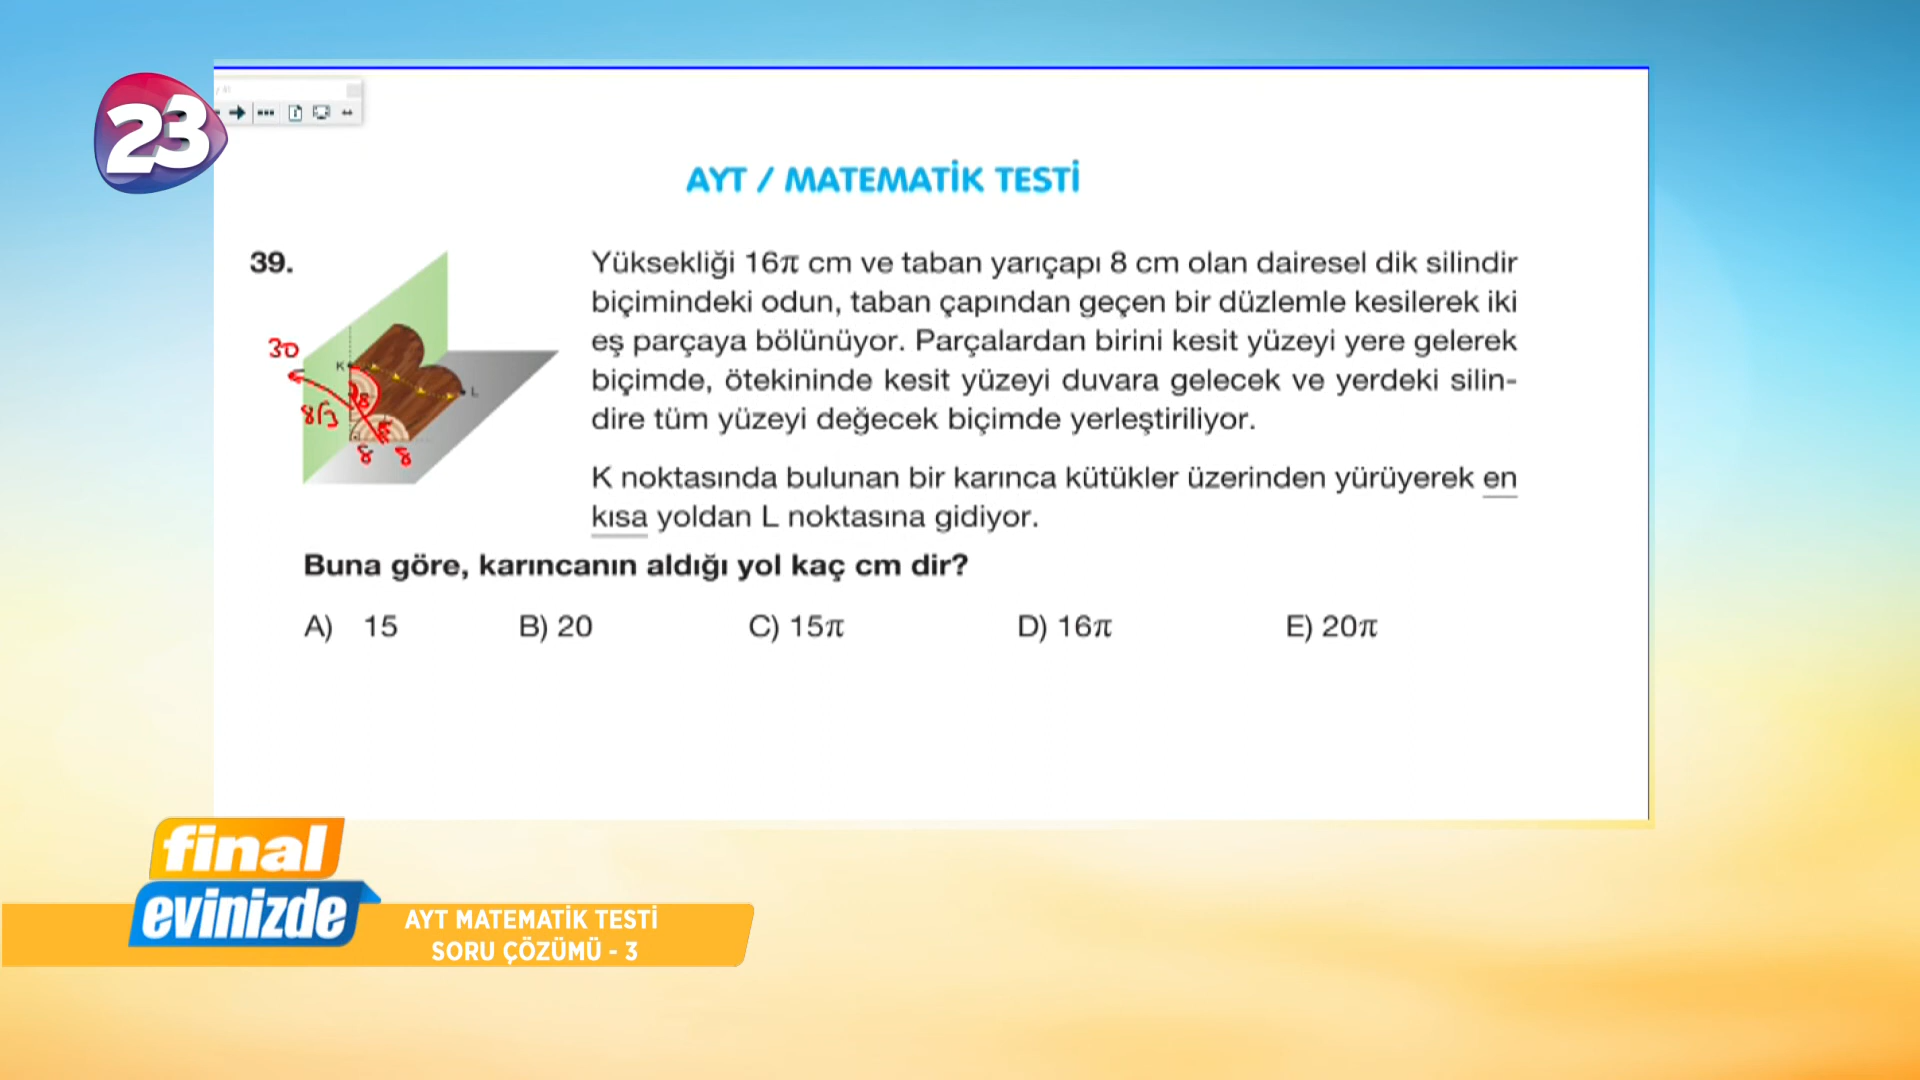 / 41
23
AYT / MATEMATİK TESTİ
39.
Yüksekliği 16π cm ve taban yarıçapı 8 cm olan dairesel dik silindir
biçimindeki odun, taban çapından geçen bir düzlemle kesilerek iki
eş parçaya bölünüyor. Parçalardan birini kesit yüzeyi yere gelerek
biçimde, ötekininde kesit yüzeyi duvara gelecek ve yerdeki silin-
dire tüm yüzeyi değecek biçimde yerleştiriliyor.
30
K
L
8√3
8
8 8
K noktasında bulunan bir karınca kütükler üzerinden yürüyerek en
kısa yoldan L noktasına gidiyor.
Buna göre, karıncanın aldığı yol kaç cm dir?
A) 15 B) 20 C) 15π D) 16π E) 20π
final
evinizde
AYT MATEMATİK TESTİ
SORU ÇÖZÜMÜ - 3